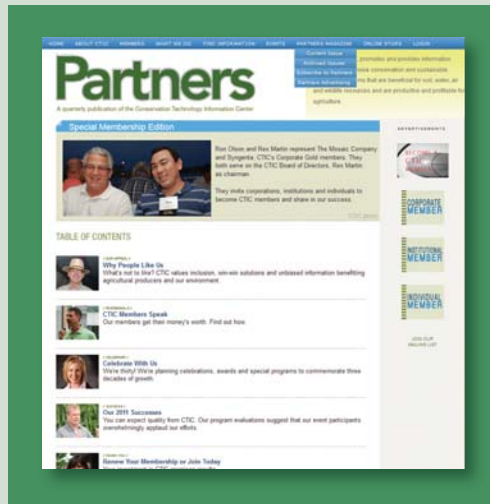 HOME ABOUT CTIC MEMBERS WHAT WE DO FIND INFORMATION EVENTS PARTNERS MAGAZINE ONLINE STORE LOGIN
Current Issue
Archived Issues
Subscribe to Partners
Partners Advertising
promotes and provides information
conservation and sustainable
that are beneficial for soil, water, air
and wildlife resources and are productive and profitable for
agriculture.
Partners
A quarterly publication of the Conservation Technology Information Center
Special Membership Edition
Ron Olson and Rex Martin represent The Mosaic Company
and Syngenta, CTIC's Corporate Gold members. They
both serve on the CTIC Board of Directors, Rex Martin
as chairman.
They invite corporations, institutions and individuals to
become CTIC members and share in our success.
CTIC photo
TABLE OF CONTENTS
Why People Like Us
What's not to like? CTIC values inclusion, win-win solutions and unbiased information benefiting
agricultural producers and our environment.
CTIC Members Speak
Our members get their money's worth. Find out how.
Celebrate With Us
We're thirty! We're planning celebrations, awards and special programs to commemorate three
decades of growth.
Our 2011 Successes
You can expect quality from CTIC. Our program evaluations suggest that our event participants
overwhelmingly applaud our efforts.
Renew Your Membership or Join Today
ADVERTISEMENTS
CTIC
CORPORATE
MEMBER
INSTITUTIONAL
MEMBER
INDIVIDUAL
MEMBER
JOIN OUR
MAILING LIST